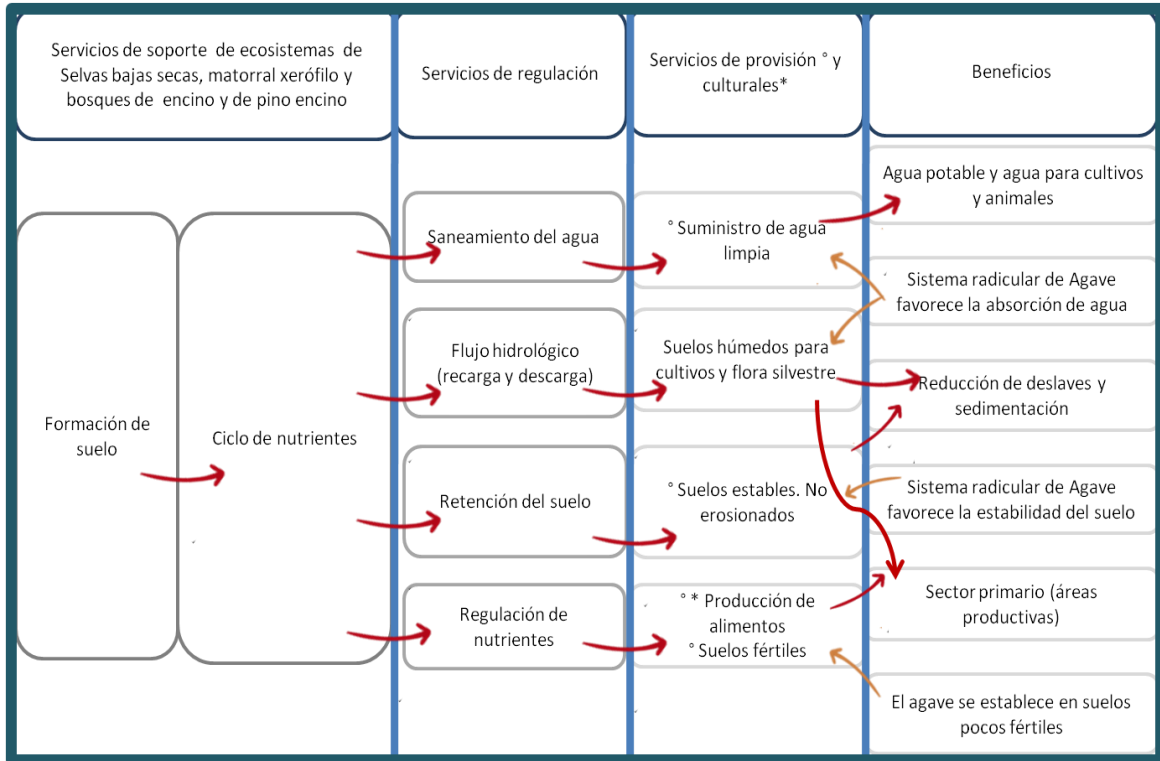 Servicios de soporte de ecosistemas de
Selvas bajas secas, matorral xerófilo y
bosques de encino y de pino encino
Servicios de regulación
Servicios de provisión ° y
culturales*
Beneficios
Formación de
suelo
Ciclo de nutrientes
Saneamiento del agua
Flujo hidrológico
(recarga y descarga)
Retención del suelo
Regulación de
nutrientes
° Suministro de agua
limpia
Suelos húmedos para
cultivos y flora silvestre
° Suelos estables. No
erosionados
° * Producción de
alimentos
° Suelos fértiles
Agua potable y agua para cultivos
y animales
Sistema radicular de Agave
favorece la absorción de agua
Reducción de deslaves y
sedimentación
Sistema radicular de Agave
favorece la estabilidad del suelo
Sector primario (áreas
productivas)
El agave se establece en suelos
pocos fértiles